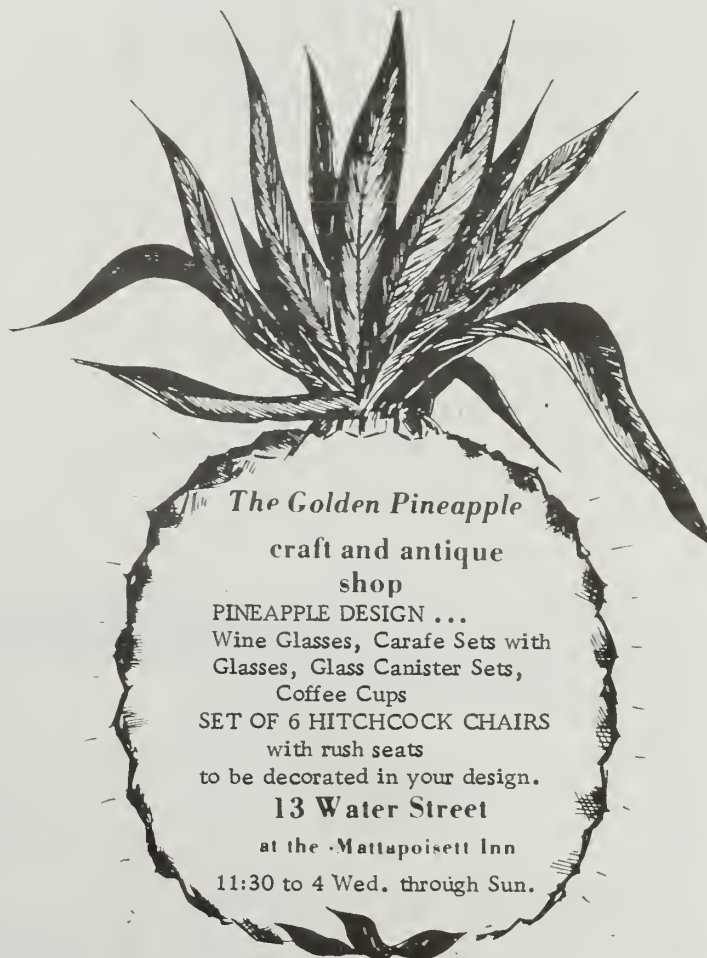 The Golden Pineapple
craft and antique
shop
PINEAPPLE DESIGN ...
Wine Glasses, Carafe Sets with
Glasses, Glass Canister Sets,
Coffee Cups
SET OF 6 HITCHCOCK CHAIRS
with rush seats
to be decorated in your design.
13 Water Street
at the Mattapoisett Inn
11:30 to 4 Wed. through Sun.